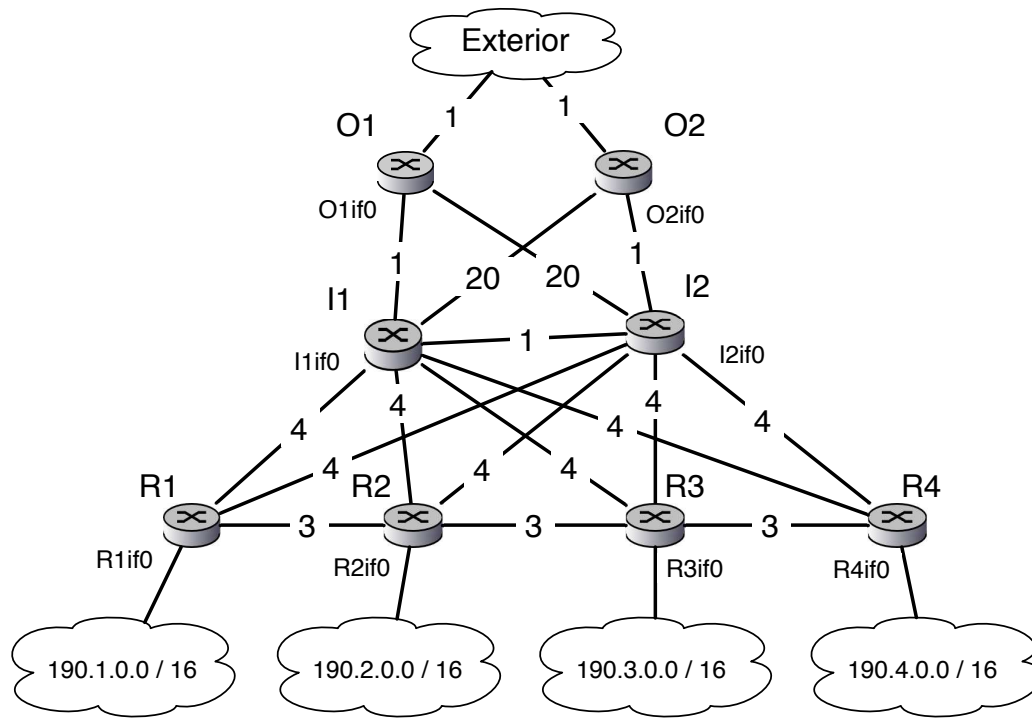 Exterior
1
1
O1
O2
O1if0
O2if0
1
20
20
1
I1
I2
1
I1if0
I2if0
4
4
4
4
4
4
4
4
R1
R2
R3
R4
3
3
3
R1if0
R2if0
R3if0
R4if0
190.1.0.0 / 16
190.2.0.0 / 16
190.3.0.0 / 16
190.4.0.0 / 16